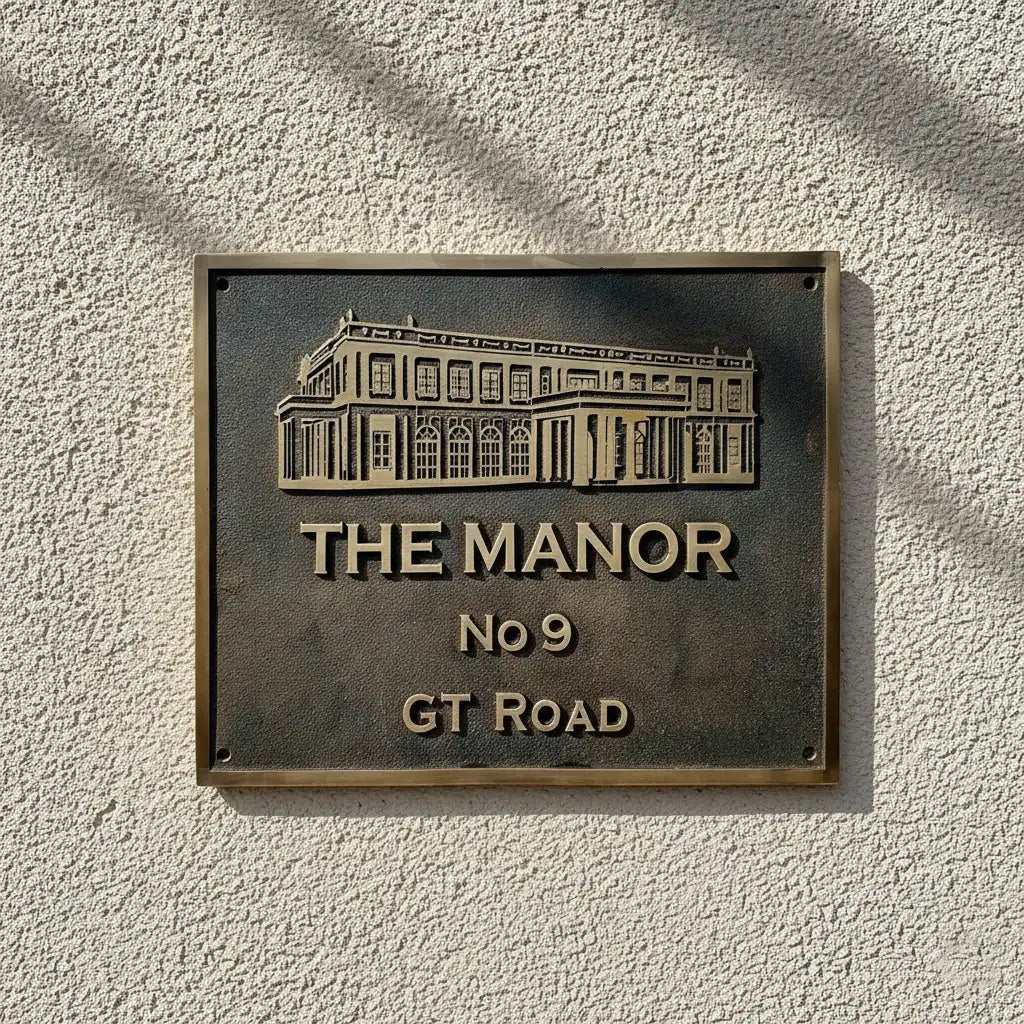 THE MANOR
No 9
GT ROAD